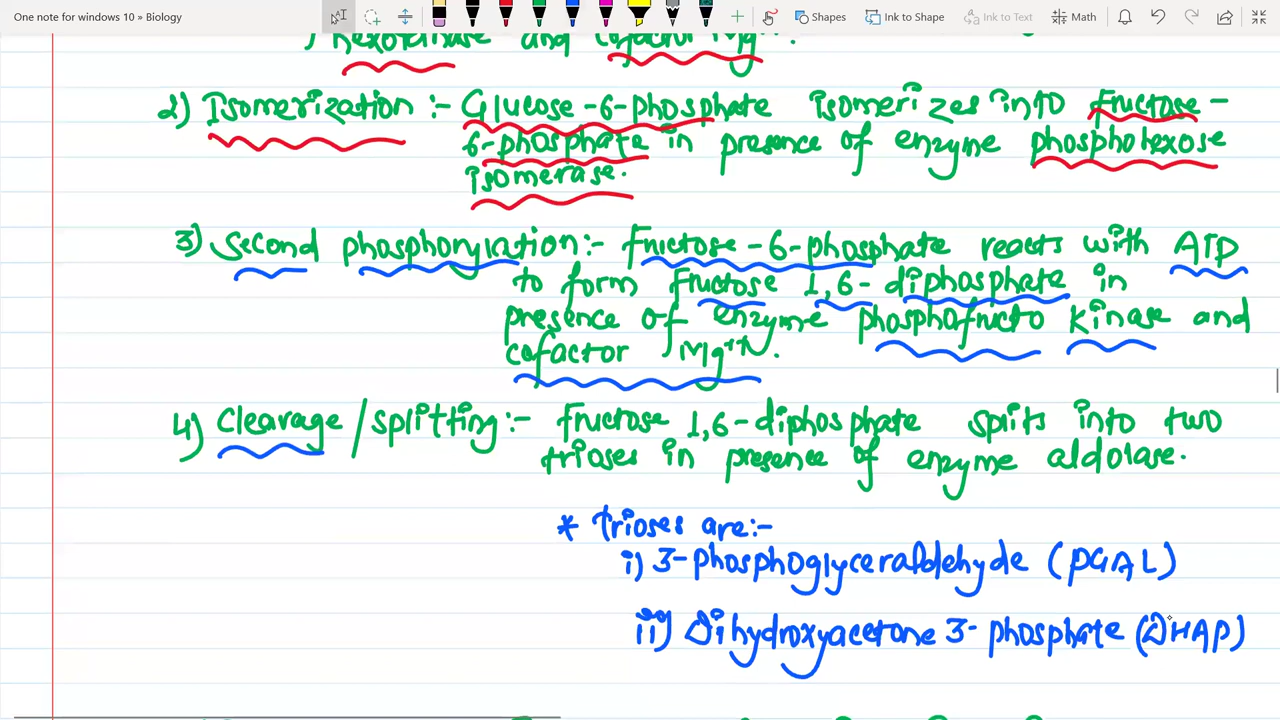 One note for windows 10 » Biology
Shapes
Ink to Shape
Ink to Text
Math
Hexokinase and cofactor Mg++.
2) Isomerization :- Glucose-6-phosphate isomerizes into fructose-
6-phosphate in presence of enzyme phosphohexose
isomerase.
3) Second phosphorylation:- fructose-6-phosphate reacts with ATP
to form fructose 1,6-diphosphate in
presence of enzyme phosphofructo kinase and
cofactor Mg++.
4) Cleavage/splitting:- fructose 1,6-diphosphate splits into two
trioses in presence of enzyme aldolase.
* Trioses are:-
i) 3-phosphoglyceraldehyde (PGAL)
ii) Dihydroxyacetone 3-phosphate (DHAP)